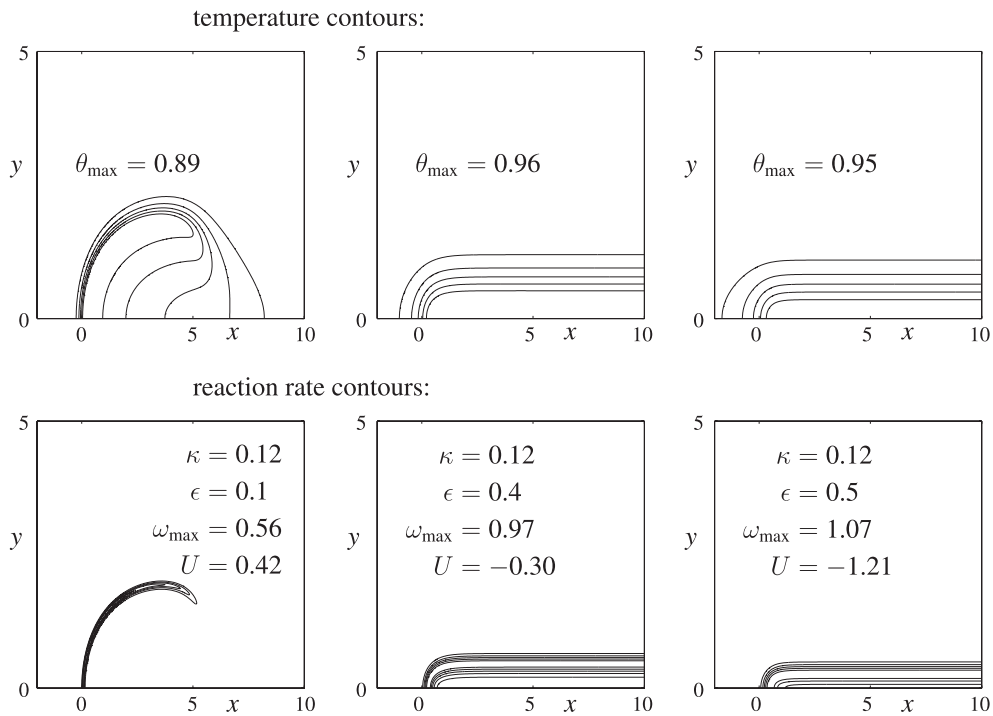 temperature contours:
5
y
θmax = 0.89
0
0
5
x
10
5
y
θmax = 0.96
0
0
5
x
10
5
y
θmax = 0.95
0
0
5
x
10
reaction rate contours:
5
y
κ = 0.12
ϵ = 0.1
ωmax = 0.56
U = 0.42
0
0
5
x
10
5
y
κ = 0.12
ϵ = 0.4
ωmax = 0.97
U = −0.30
0
0
5
x
10
5
y
κ = 0.12
ϵ = 0.5
ωmax = 1.07
U = −1.21
0
0
5
x
10